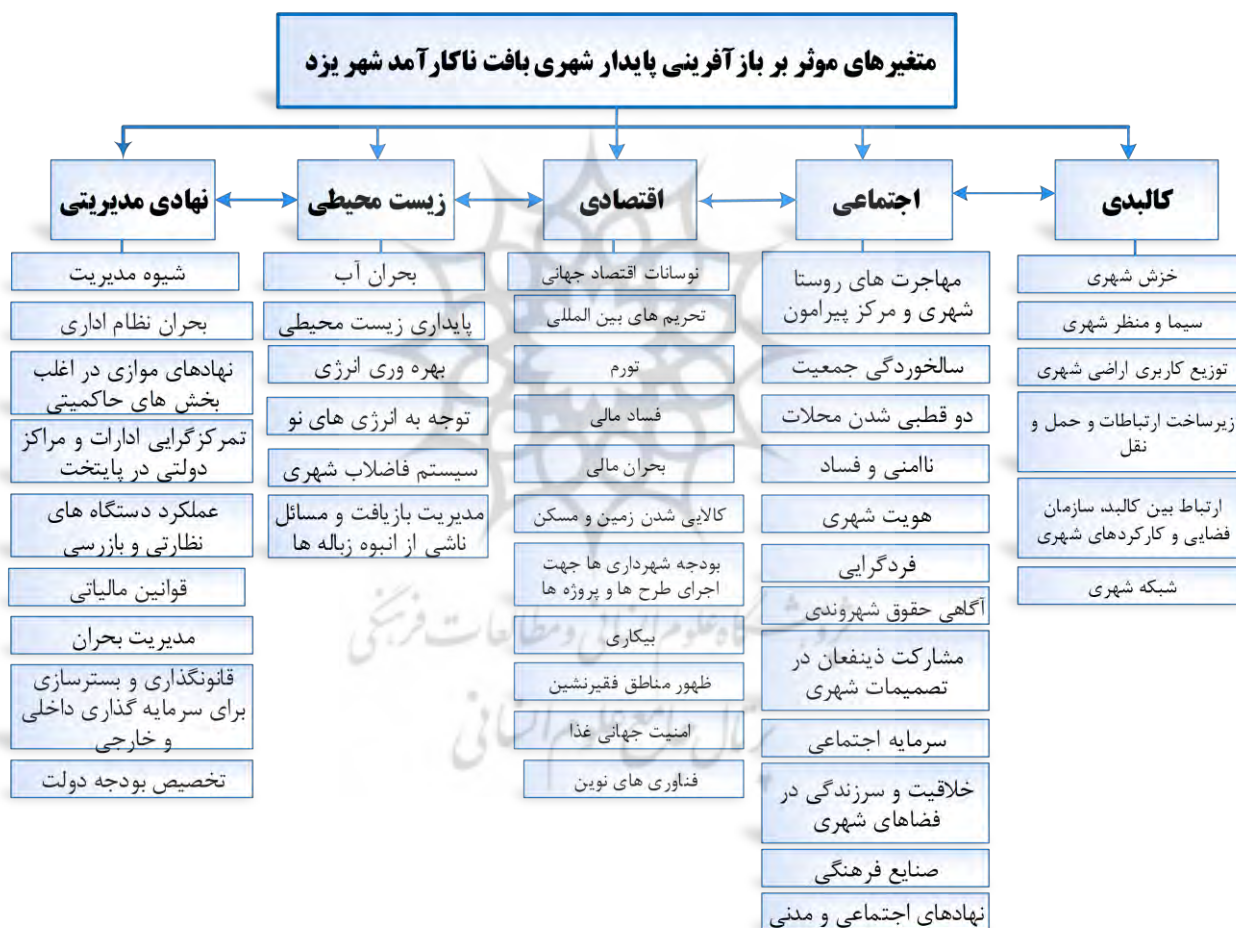 متغیرهای موثر بر بازآفرینی پایدار شهری بافت ناکارآمد شهر یزد
کالبدی
خزش شهری
سیما و منظر شهری
توزیع کاربری اراضی شهری
زیرساخت ارتباطات و حمل و
نقل
ارتباط بین کالبد، سازمان
فضایی و کارکردهای شهری
شبکه شهری
اجتماعی
مهاجرت های روستا
شهری و مرکز پیرامون
سالخوردگی جمعیت
دو قطبی شدن محلات
ناامنی و فساد
هویت شهری
فردگرایی
آگاهی حقوق شهروندی
مشارکت ذینفعان در
تصمیمات شهری
سرمایه اجتماعی
خلاقیت و سرزندگی در
فضاهای شهری
صنایع فرهنگی
نهادهای اجتماعی و مدنی
اقتصادی
نوسانات اقتصاد جهانی
تحریم های بین المللی
تورم
فساد مالی
بحران مالی
کالایی شدن زمین و مسکن
بودجه شهرداری ها جهت
اجرای طرح ها و پروژه ها
بیکاری
ظهور مناطق فقیرنشین
امنیت جهانی غذا
فناوری های نوین
زیست محیطی
بحران آب
پایداری زیست محیطی
بهره وری انرژی
توجه به انرژی های نو
سیستم فاضلاب شهری
مدیریت بازیافت و مسائل
ناشی از انبوه زباله ها
نهادی مدیریتی
شیوه مدیریت
بحران نظام اداری
نهادهای موازی در اغلب
بخش های حاکمیتی
تمرکزگرایی ادارات و مراکز
دولتی در پایتخت
عملکرد دستگاه های
نظارتی و بازرسی
قوانین مالیاتی
مدیریت بحران
قانونگذاری و بسترسازی
برای سرمایه گذاری داخلی
و خارجی
تخصیص بودجه دولت
پژوهشگاه علوم انسانی و مطالعات فرهنگی
پرتال جامع علوم انسانی